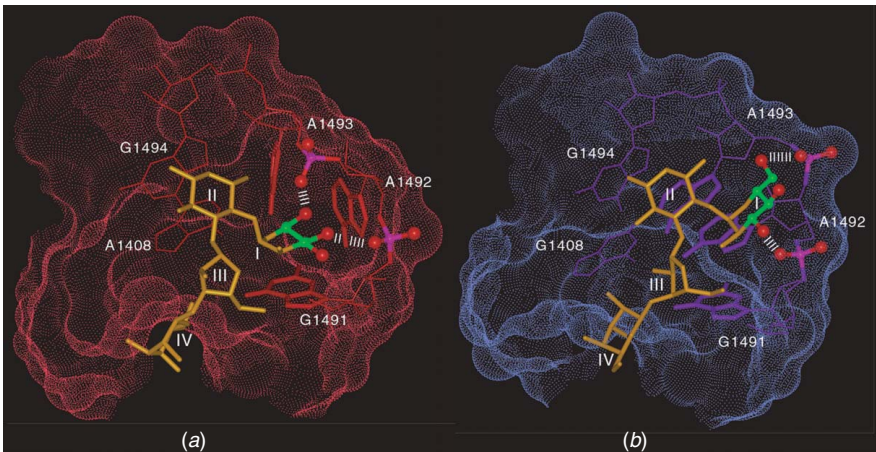 A1493
G1494
A1492
II
A1408
I
III
G1491
IV
(a)
A1493
G1494
II
I
A1492
G1408
III
G1491
IV
(b)